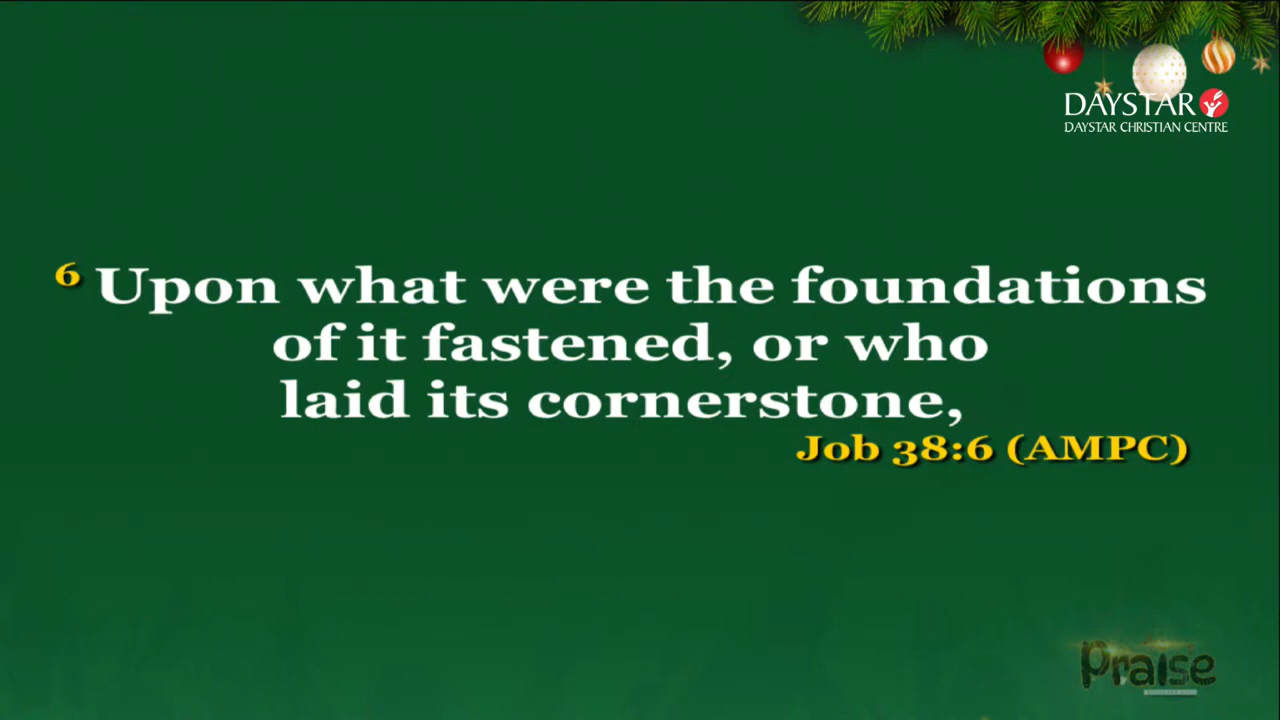 DAYSTAR
DAYSTAR CHRISTIAN CENTRE
6 Upon what were the foundations
of it fastened, or who
laid its cornerstone,
Job 38:6 (AMPC)
Praise